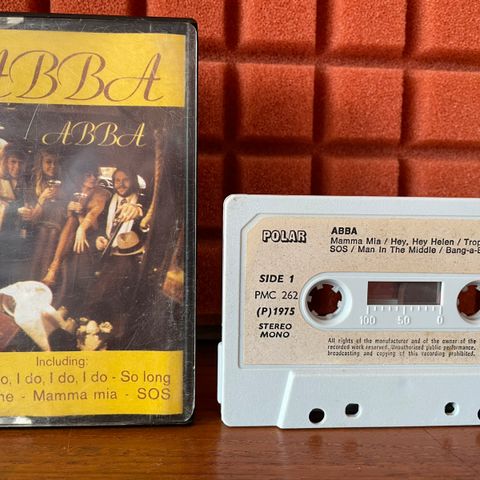 ABBA
ABBA
Including:
o, I do, I do, I do - So long
ne - Mamma mia - SOS
POLAR
ABBA
Mamma Mia / Hey, Hey Helen / Trop
SOS / Man In The Middle / Bang-a-B
SIDE 1
PMC 262
(P)1975
STEREO
MONO
100 50 0
All rights of the manufacturer and of the owner of the
recorded work reserved. Unauthorised public performance,
broadcasting and copying of this recording prohibited.